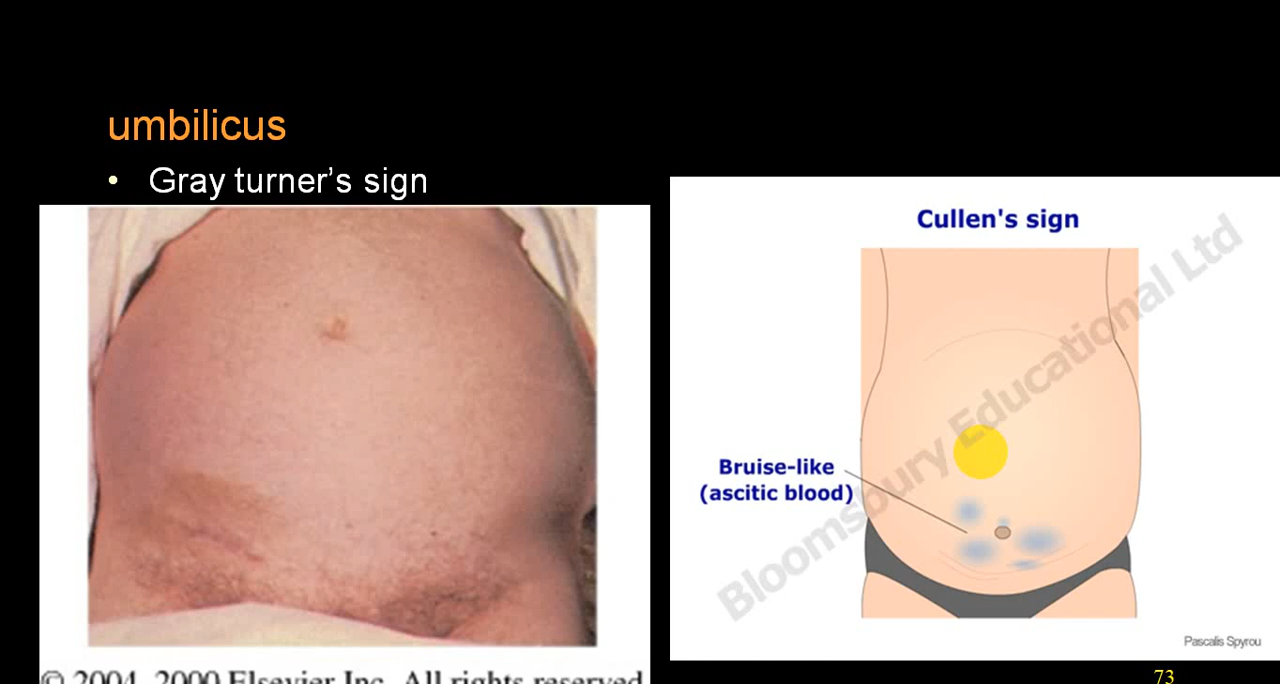 umbilicus
• Gray turner’s sign
Cullen's sign
Bruise-like
(ascitic blood)
Bloomsbury Educational Ltd
Pascalis Spyrou
© 2004, 2000 Elsevier Inc. All rights reserved.
73